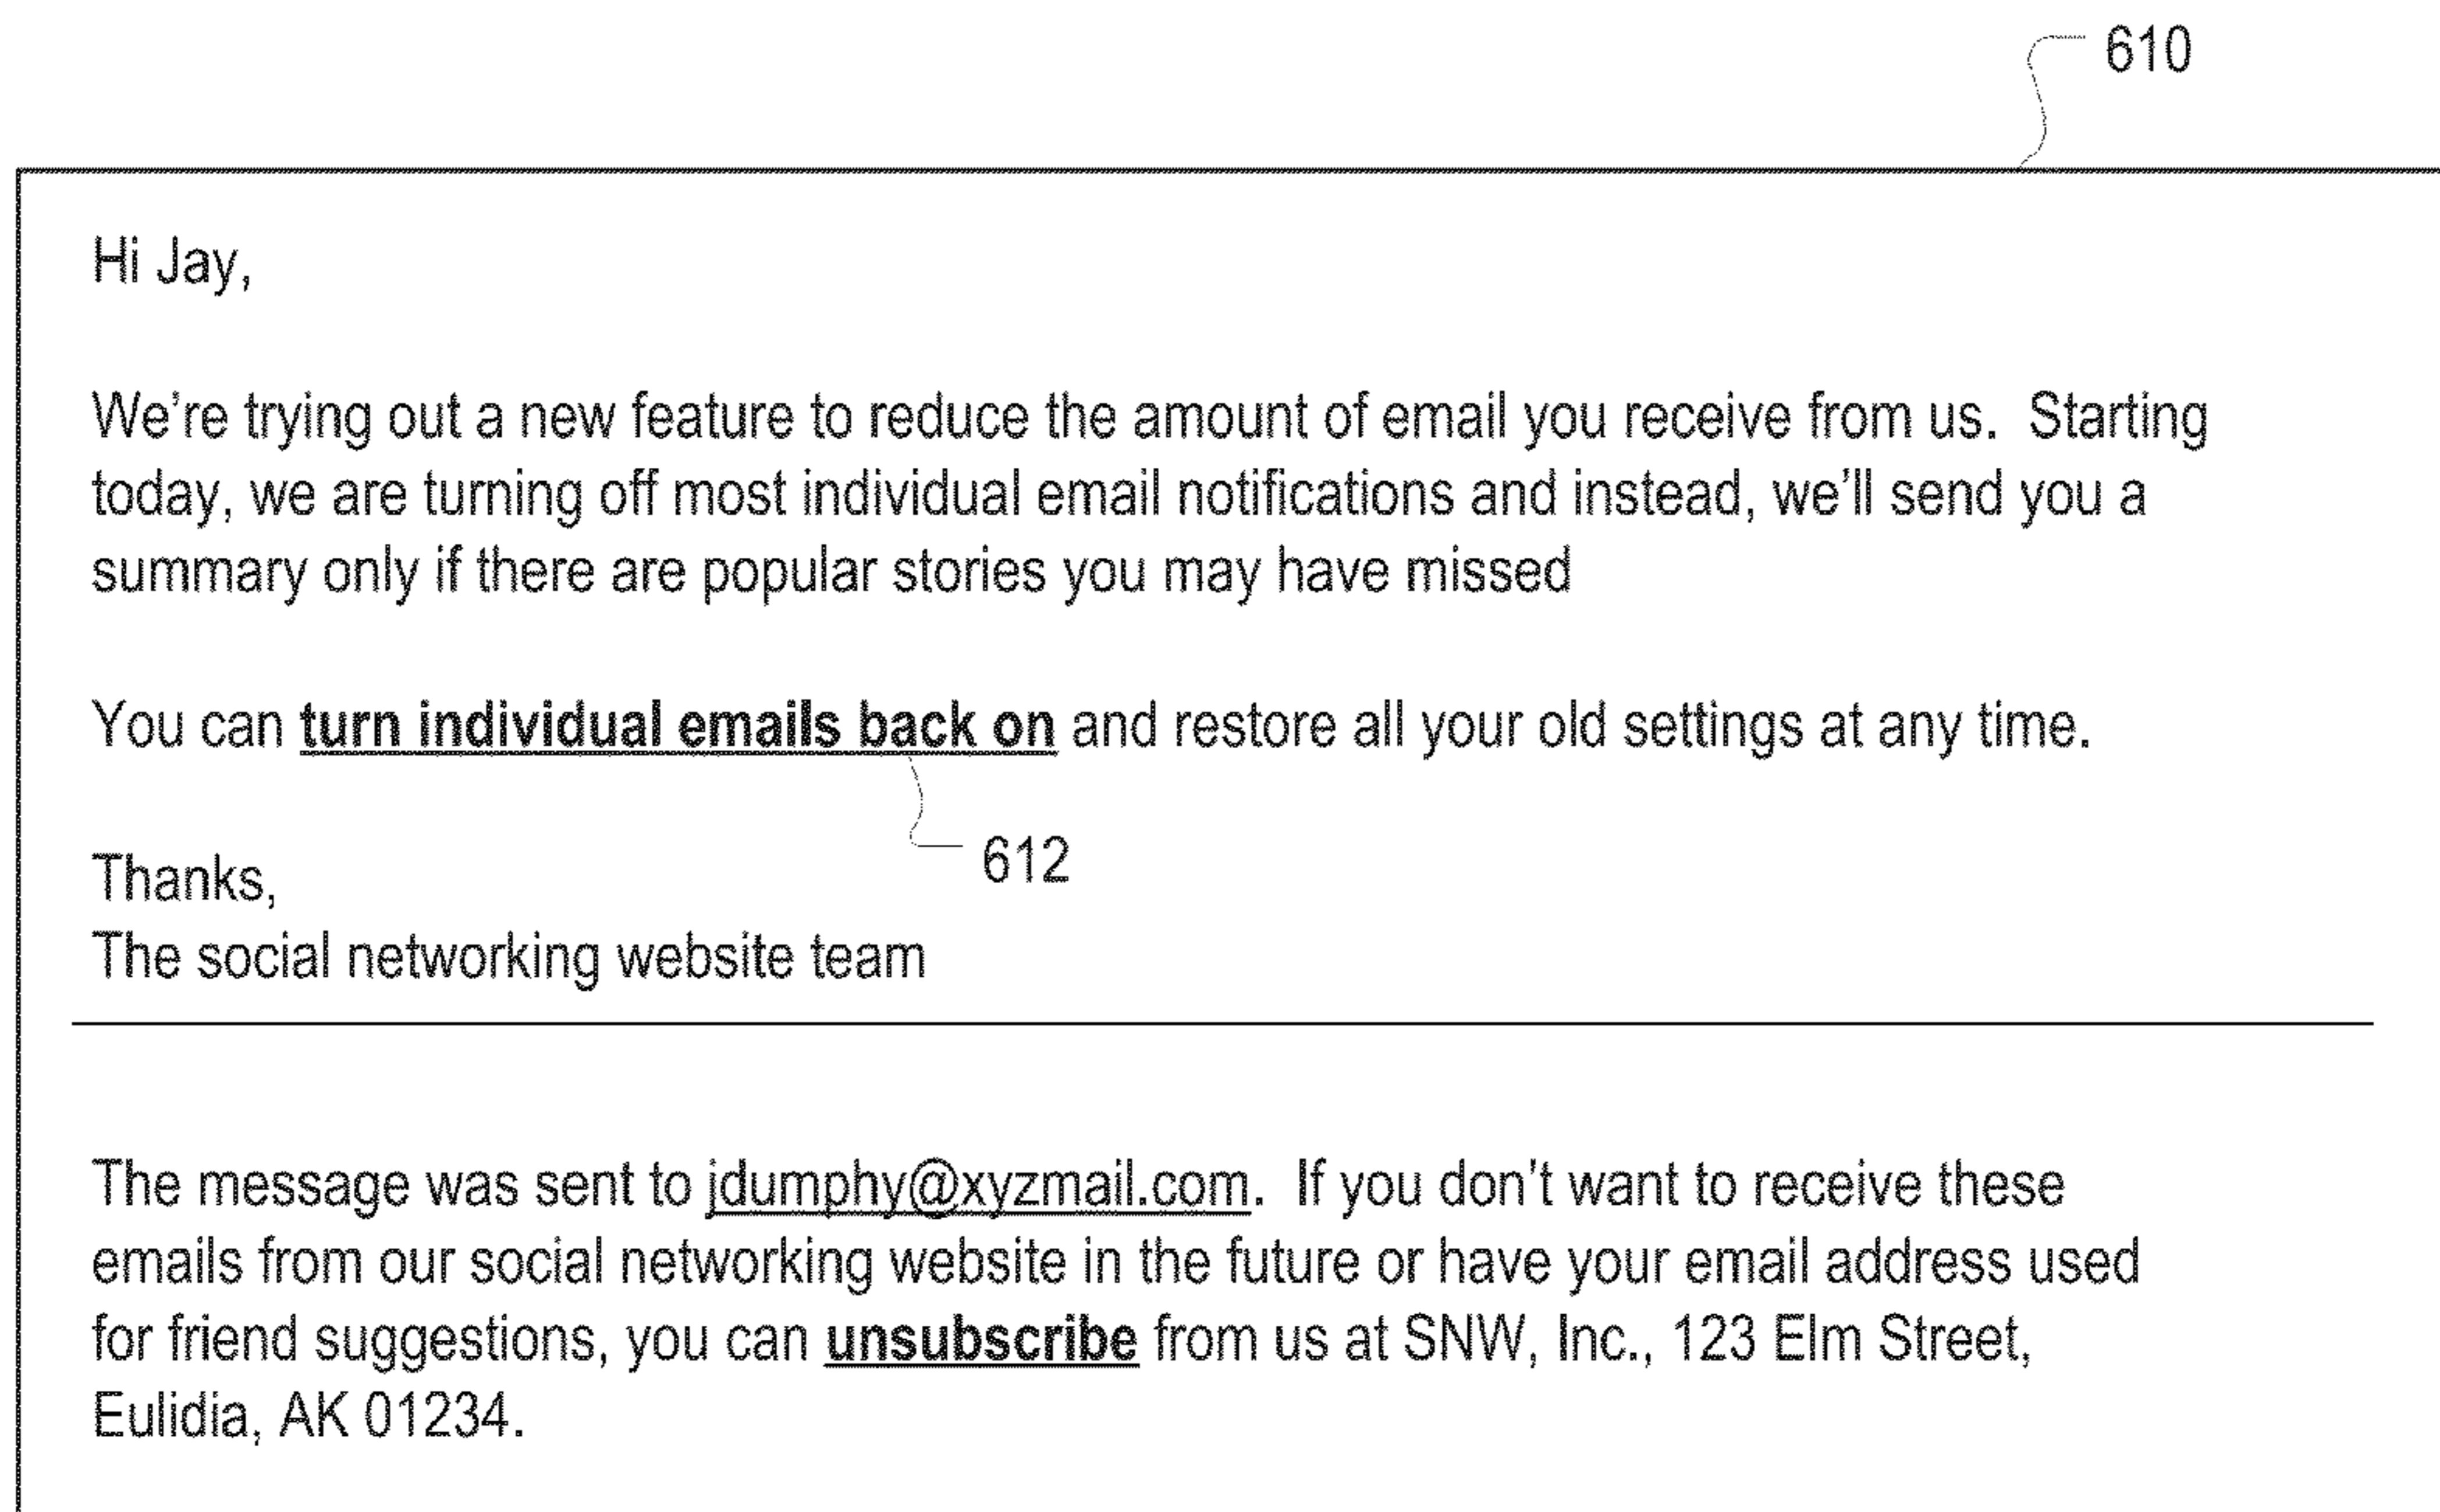 610
Hi Jay,
We're trying out a new feature to reduce the amount of email you receive from us.  Starting
today, we are turning off most individual email notifications and instead, we'll send you a
summary only if there are popular stories you may have missed
You can turn individual emails back on and restore all your old settings at any time.
612
Thanks,
The social networking website team
The message was sent to jdumphy@xyzmail.com.  If you don't want to receive these
emails from our social networking website in the future or have your email address used
for friend suggestions, you can unsubscribe from us at SNW, Inc., 123 Elm Street,
Eulidia, AK 01234.